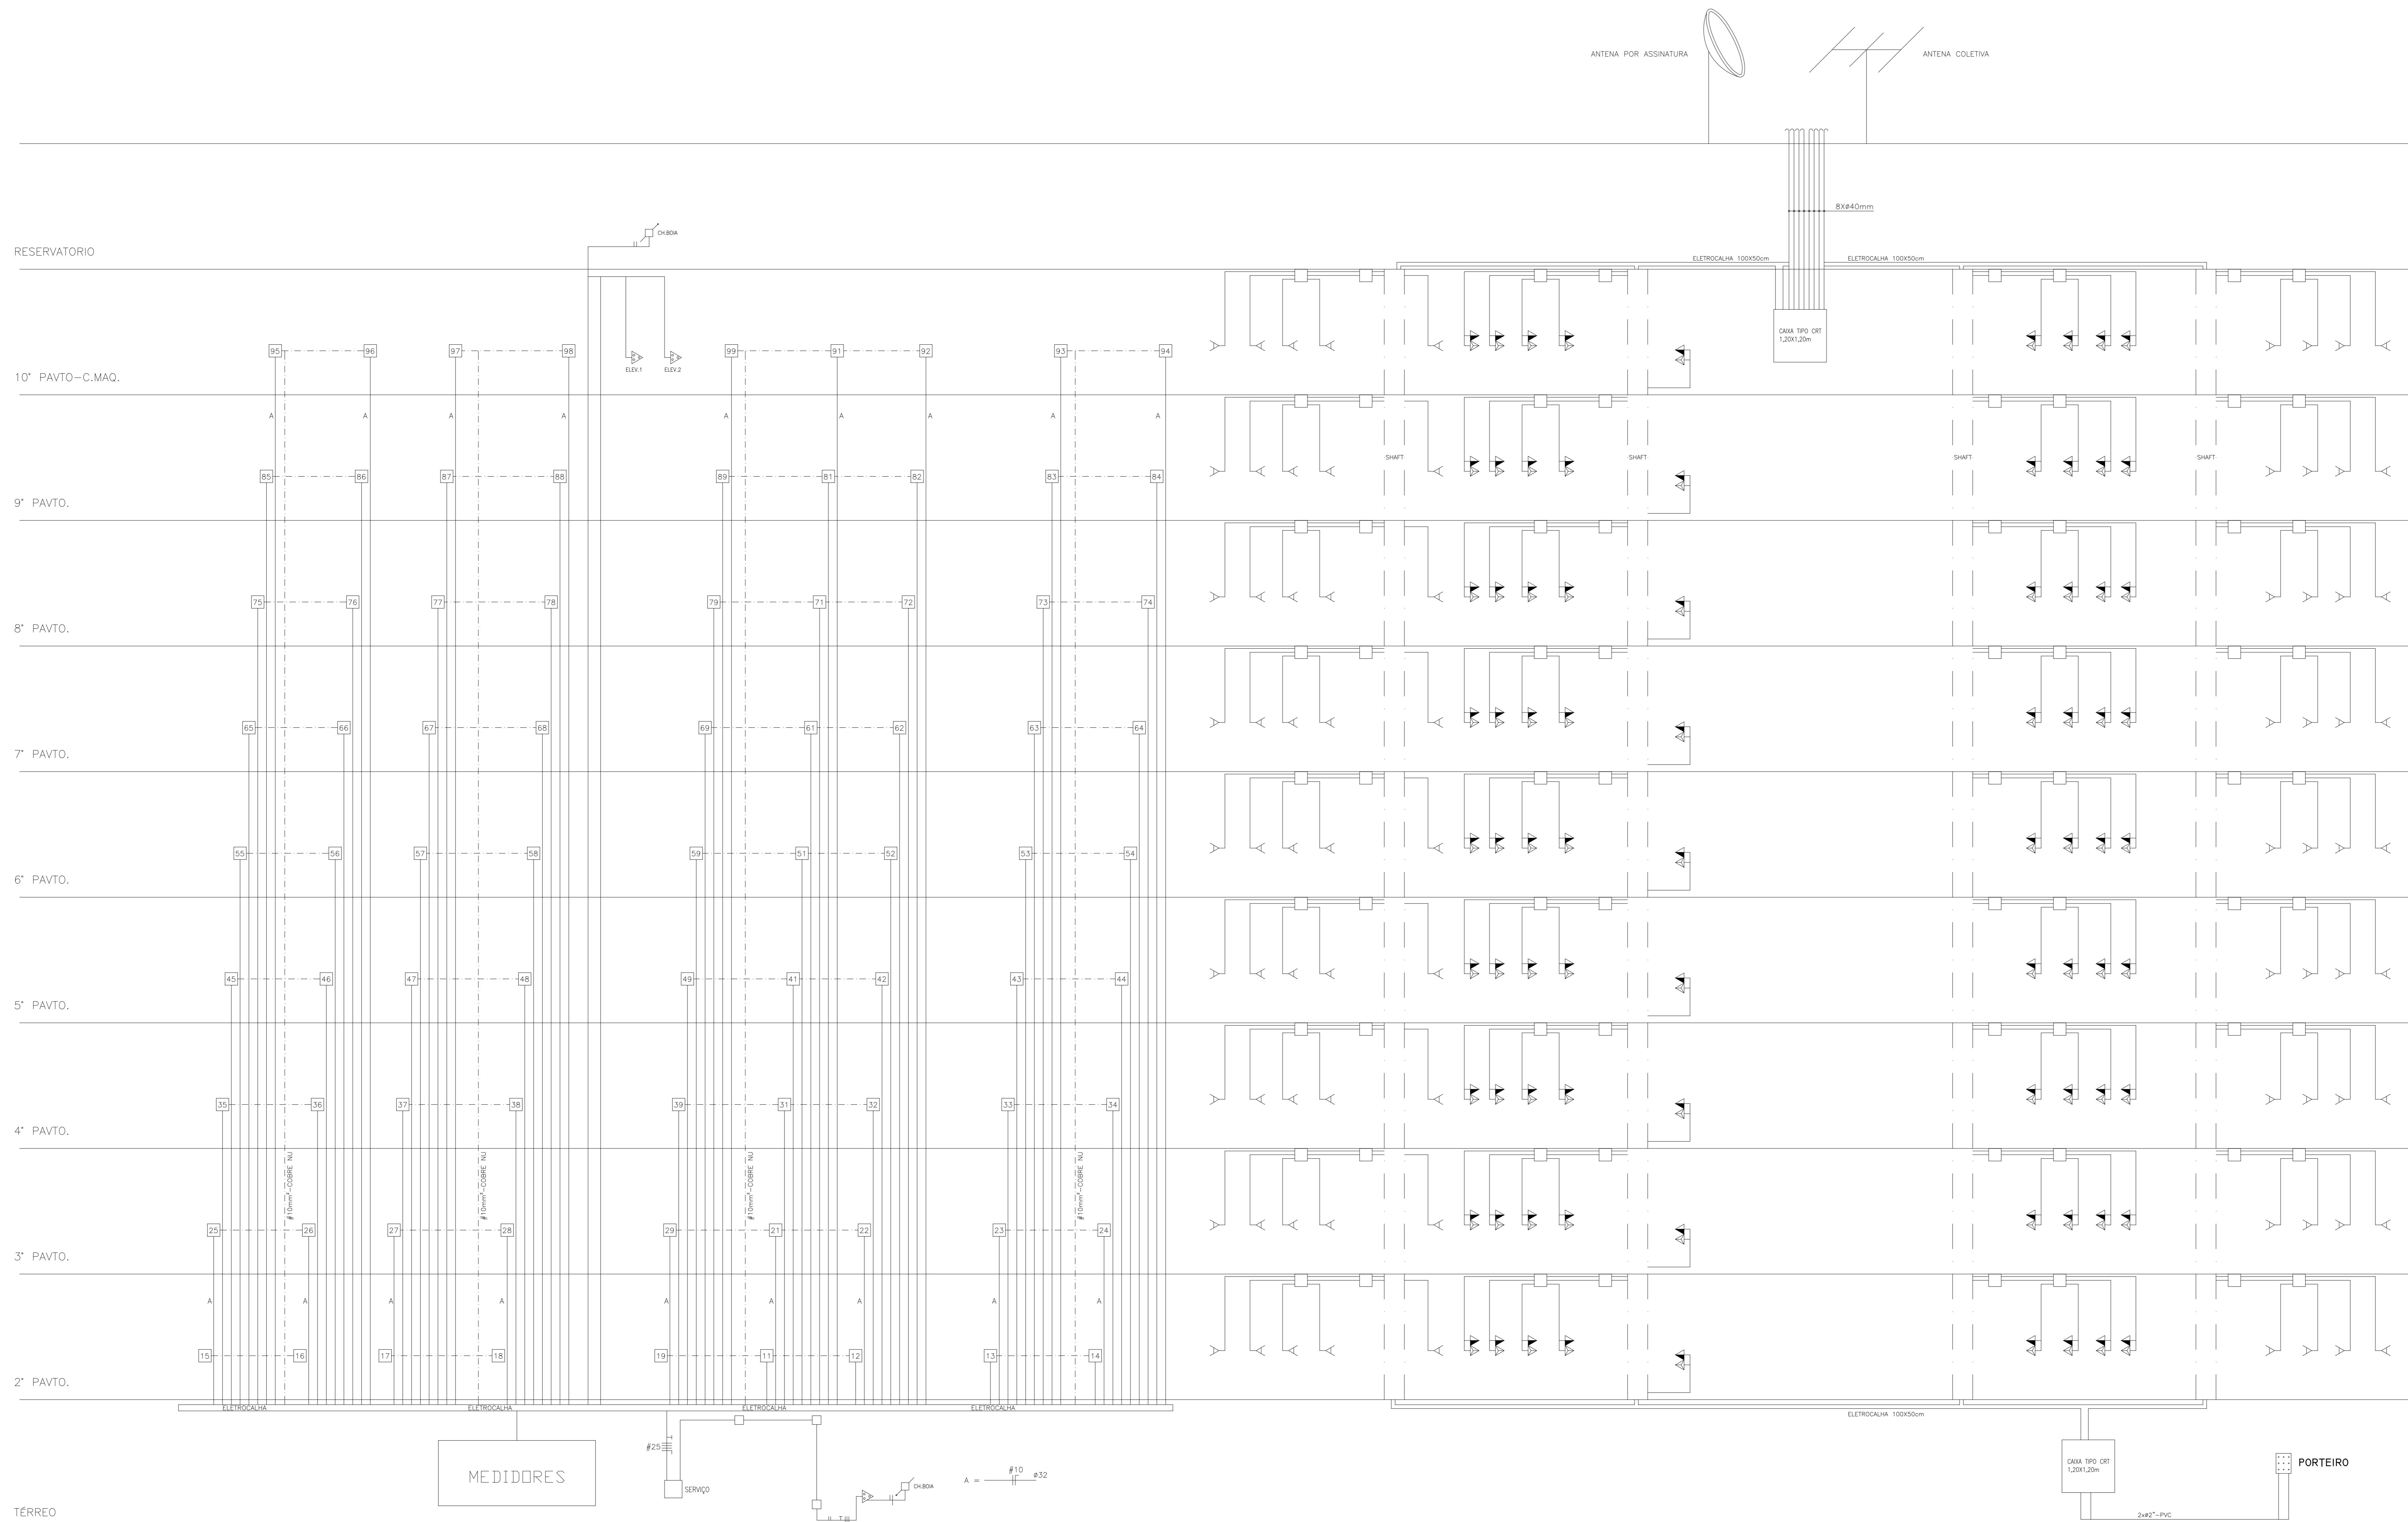 ANTENA POR ASSINATURA
ANTENA COLETIVA
8XØ40mm
CH.BOIA
RESERVATORIO
ELETROCALHA 100X50cm
ELETROCALHA 100X50cm
CAIXA TIPO CRT
1,20X1,20m
95 96 97 98 99 91 92 93 94
ELEV.1 ELEV.2
10° PAVTO-C.MAQ.
A A A A A A A A A
SHAFT SHAFT SHAFT SHAFT
85 86 87 88 89 81 82 83 84
9° PAVTO.
75 76 77 78 79 71 72 73 74
8° PAVTO.
65 66 67 68 69 61 62 63 64
7° PAVTO.
55 56 57 58 59 51 52 53 54
6° PAVTO.
45 46 47 48 49 41 42 43 44
5° PAVTO.
35 36 37 38 39 31 32 33 34
4° PAVTO.
#10mm²-COBRE NU
#10mm²-COBRE NU
#10mm²-COBRE NU
#10mm²-COBRE NU
25 26 27 28 29 21 22 23 24
3° PAVTO.
A A A A A A A A A
15 16 17 18 19 11 12 13 14
2° PAVTO.
ELETROCALHA ELETROCALHA ELETROCALHA ELETROCALHA
ELETROCALHA 100X50cm
#25
MEDIDORES
SERVIÇO
A = #10 Ø32
CH.BOIA
CAIXA TIPO CRT
1,20X1,20m
PORTEIRO
TÉRREO
2xØ2"-PVC